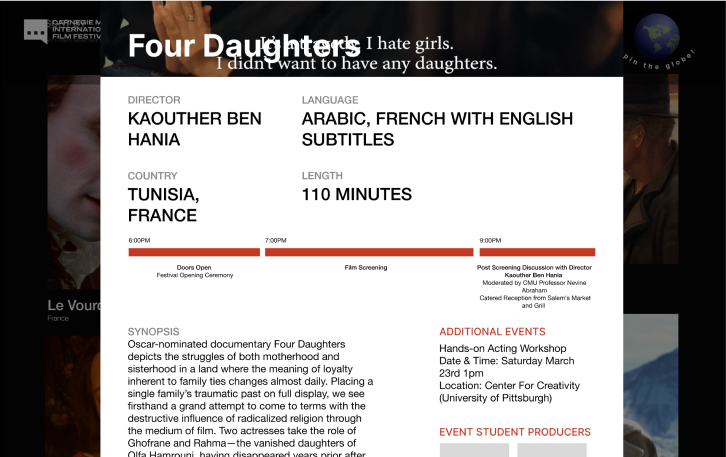 CARNEGIE M
INTERNATIO
FILM FESTIV
Four Daughters
I hate girls.
I didn't want to have any daughters.
pin the globe!
DIRECTOR
KAOUTHER BEN
HANIA
LANGUAGE
ARABIC, FRENCH WITH ENGLISH
SUBTITLES
COUNTRY
TUNISIA,
FRANCE
LENGTH
110 MINUTES
6:00PM
7:00PM
9:00PM
Doors Open
Festival Opening Ceremony
Film Screening
Post Screening Discussion with Director
Kaouther Ben Hania
Moderated by CMU Professor Nevine
Abraham
Catered Reception from Salem's Market
and Grill
Le Vourd
France
SYNOPSIS
Oscar-nominated documentary Four Daughters
depicts the struggles of both motherhood and
sisterhood in a land where the meaning of loyalty
inherent to family ties changes almost daily. Placing a
single family's traumatic past on full display, we see
firsthand a grand attempt to come to terms with the
destructive influence of radicalized religion through
the medium of film. Two actresses take the role of
Ghofrane and Rahma—the vanished daughters of
Olfa Hamrouni, having disappeared years prior after
ADDITIONAL EVENTS
Hands-on Acting Workshop
Date & Time: Saturday March
23rd 1pm
Location: Center For Creativity
(University of Pittsburgh)
EVENT STUDENT PRODUCERS